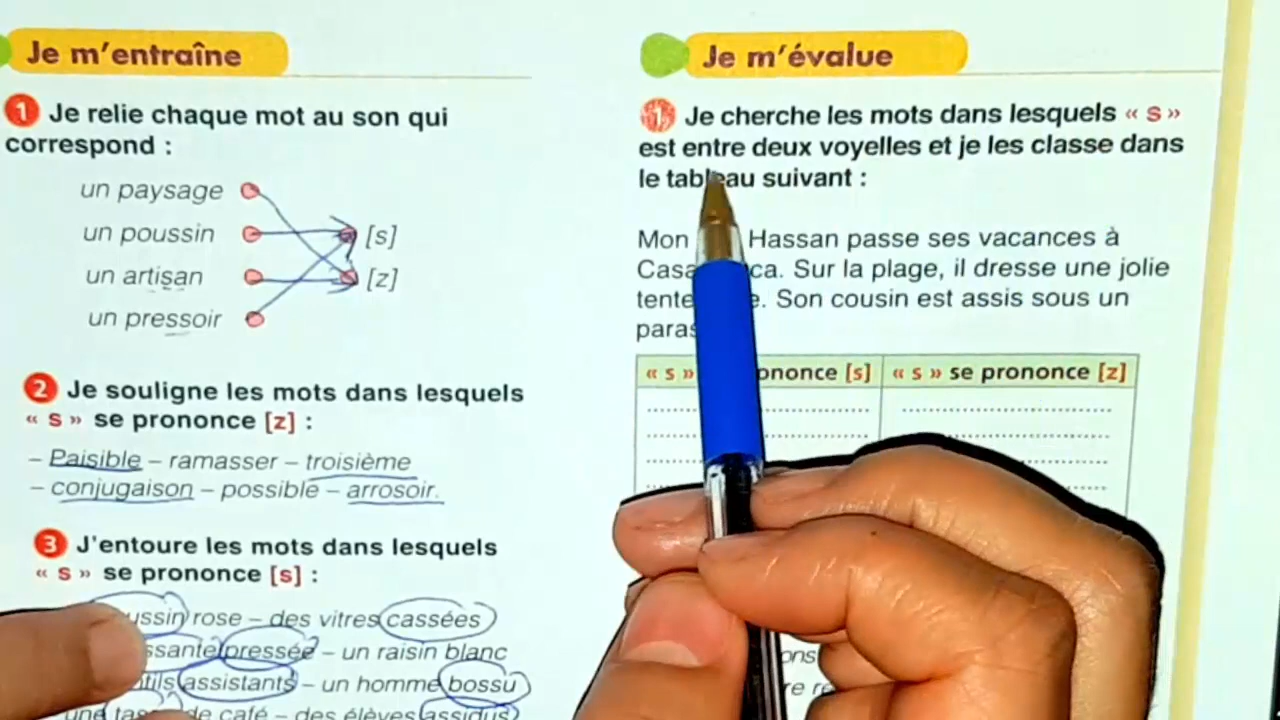 Je m'entraîne
1 Je relie chaque mot au son qui
correspond :
un paysage
un poussin [s]
un artisan [z]
un pressoir
2 Je souligne les mots dans lesquels
« s » se prononce [z] :
– Paisible – ramasser – troisième
– conjugaison – possible – arrosoir.
3 J'entoure les mots dans lesquels
« s » se prononce [s] :
rose – des vitres cassées
pressée – un raisin blanc
assistants – un homme bossu
une de café – des élèves assidus
Je m'évalue
1 Je cherche les mots dans lesquels « s »
est entre deux voyelles et je les classe dans
le tableau suivant :
Mon Hassan passe ses vacances à
Sur la plage, il dresse une jolie
tente Son cousin est assis sous un
« s » [s] « s » se prononce [z]